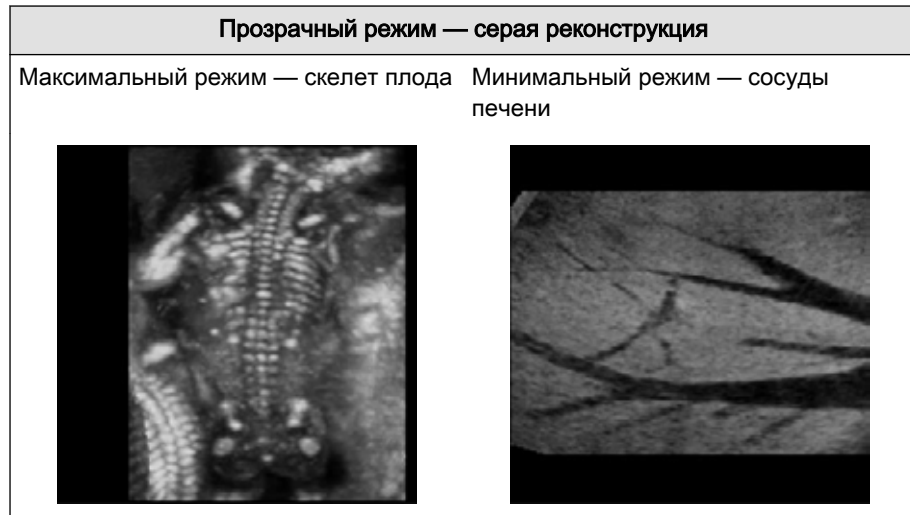 Прозрачный режим — серая реконструкция
Максимальный режим — скелет плода
Минимальный режим — сосуды
печени